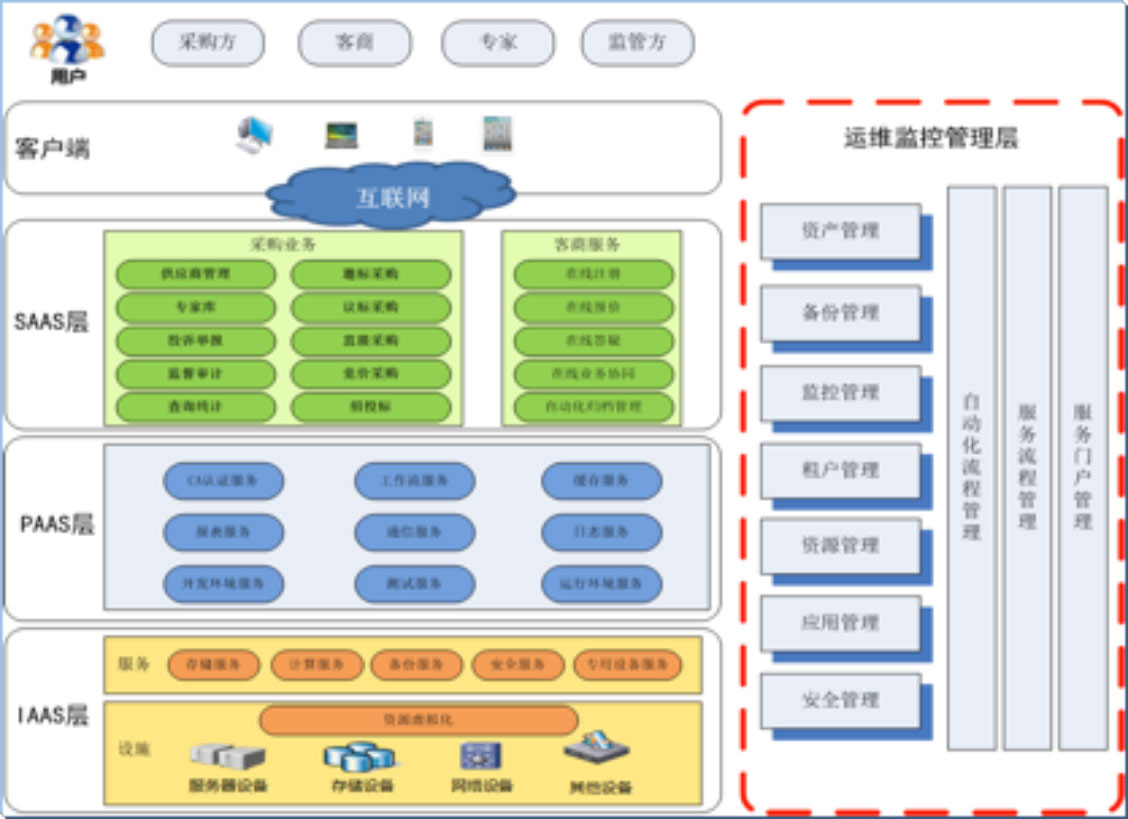 用户
采购方
客商
专家
监管方
客户端
互联网
SAAS层
采购业务
供应商管理
邀标采购
专家库
议标采购
投诉举报
直接采购
监督审计
竞价采购
查询统计
招投标
客商服务
在线注册
在线报价
在线答疑
在线业务协同
自动化归档管理
PAAS层
CA认证服务
工作流服务
缓存服务
报表服务
通信服务
日志服务
开发环境服务
测试服务
运行环境服务
IAAS层
服务
存储服务
计算服务
备份服务
安全服务
专用设备服务
设施
资源虚拟化
服务器设备
存储设备
网络设备
其他设备
运维监控管理层
资产管理
备份管理
监控管理
租户管理
资源管理
应用管理
安全管理
自动化流程管理
服务流程管理
服务门户管理